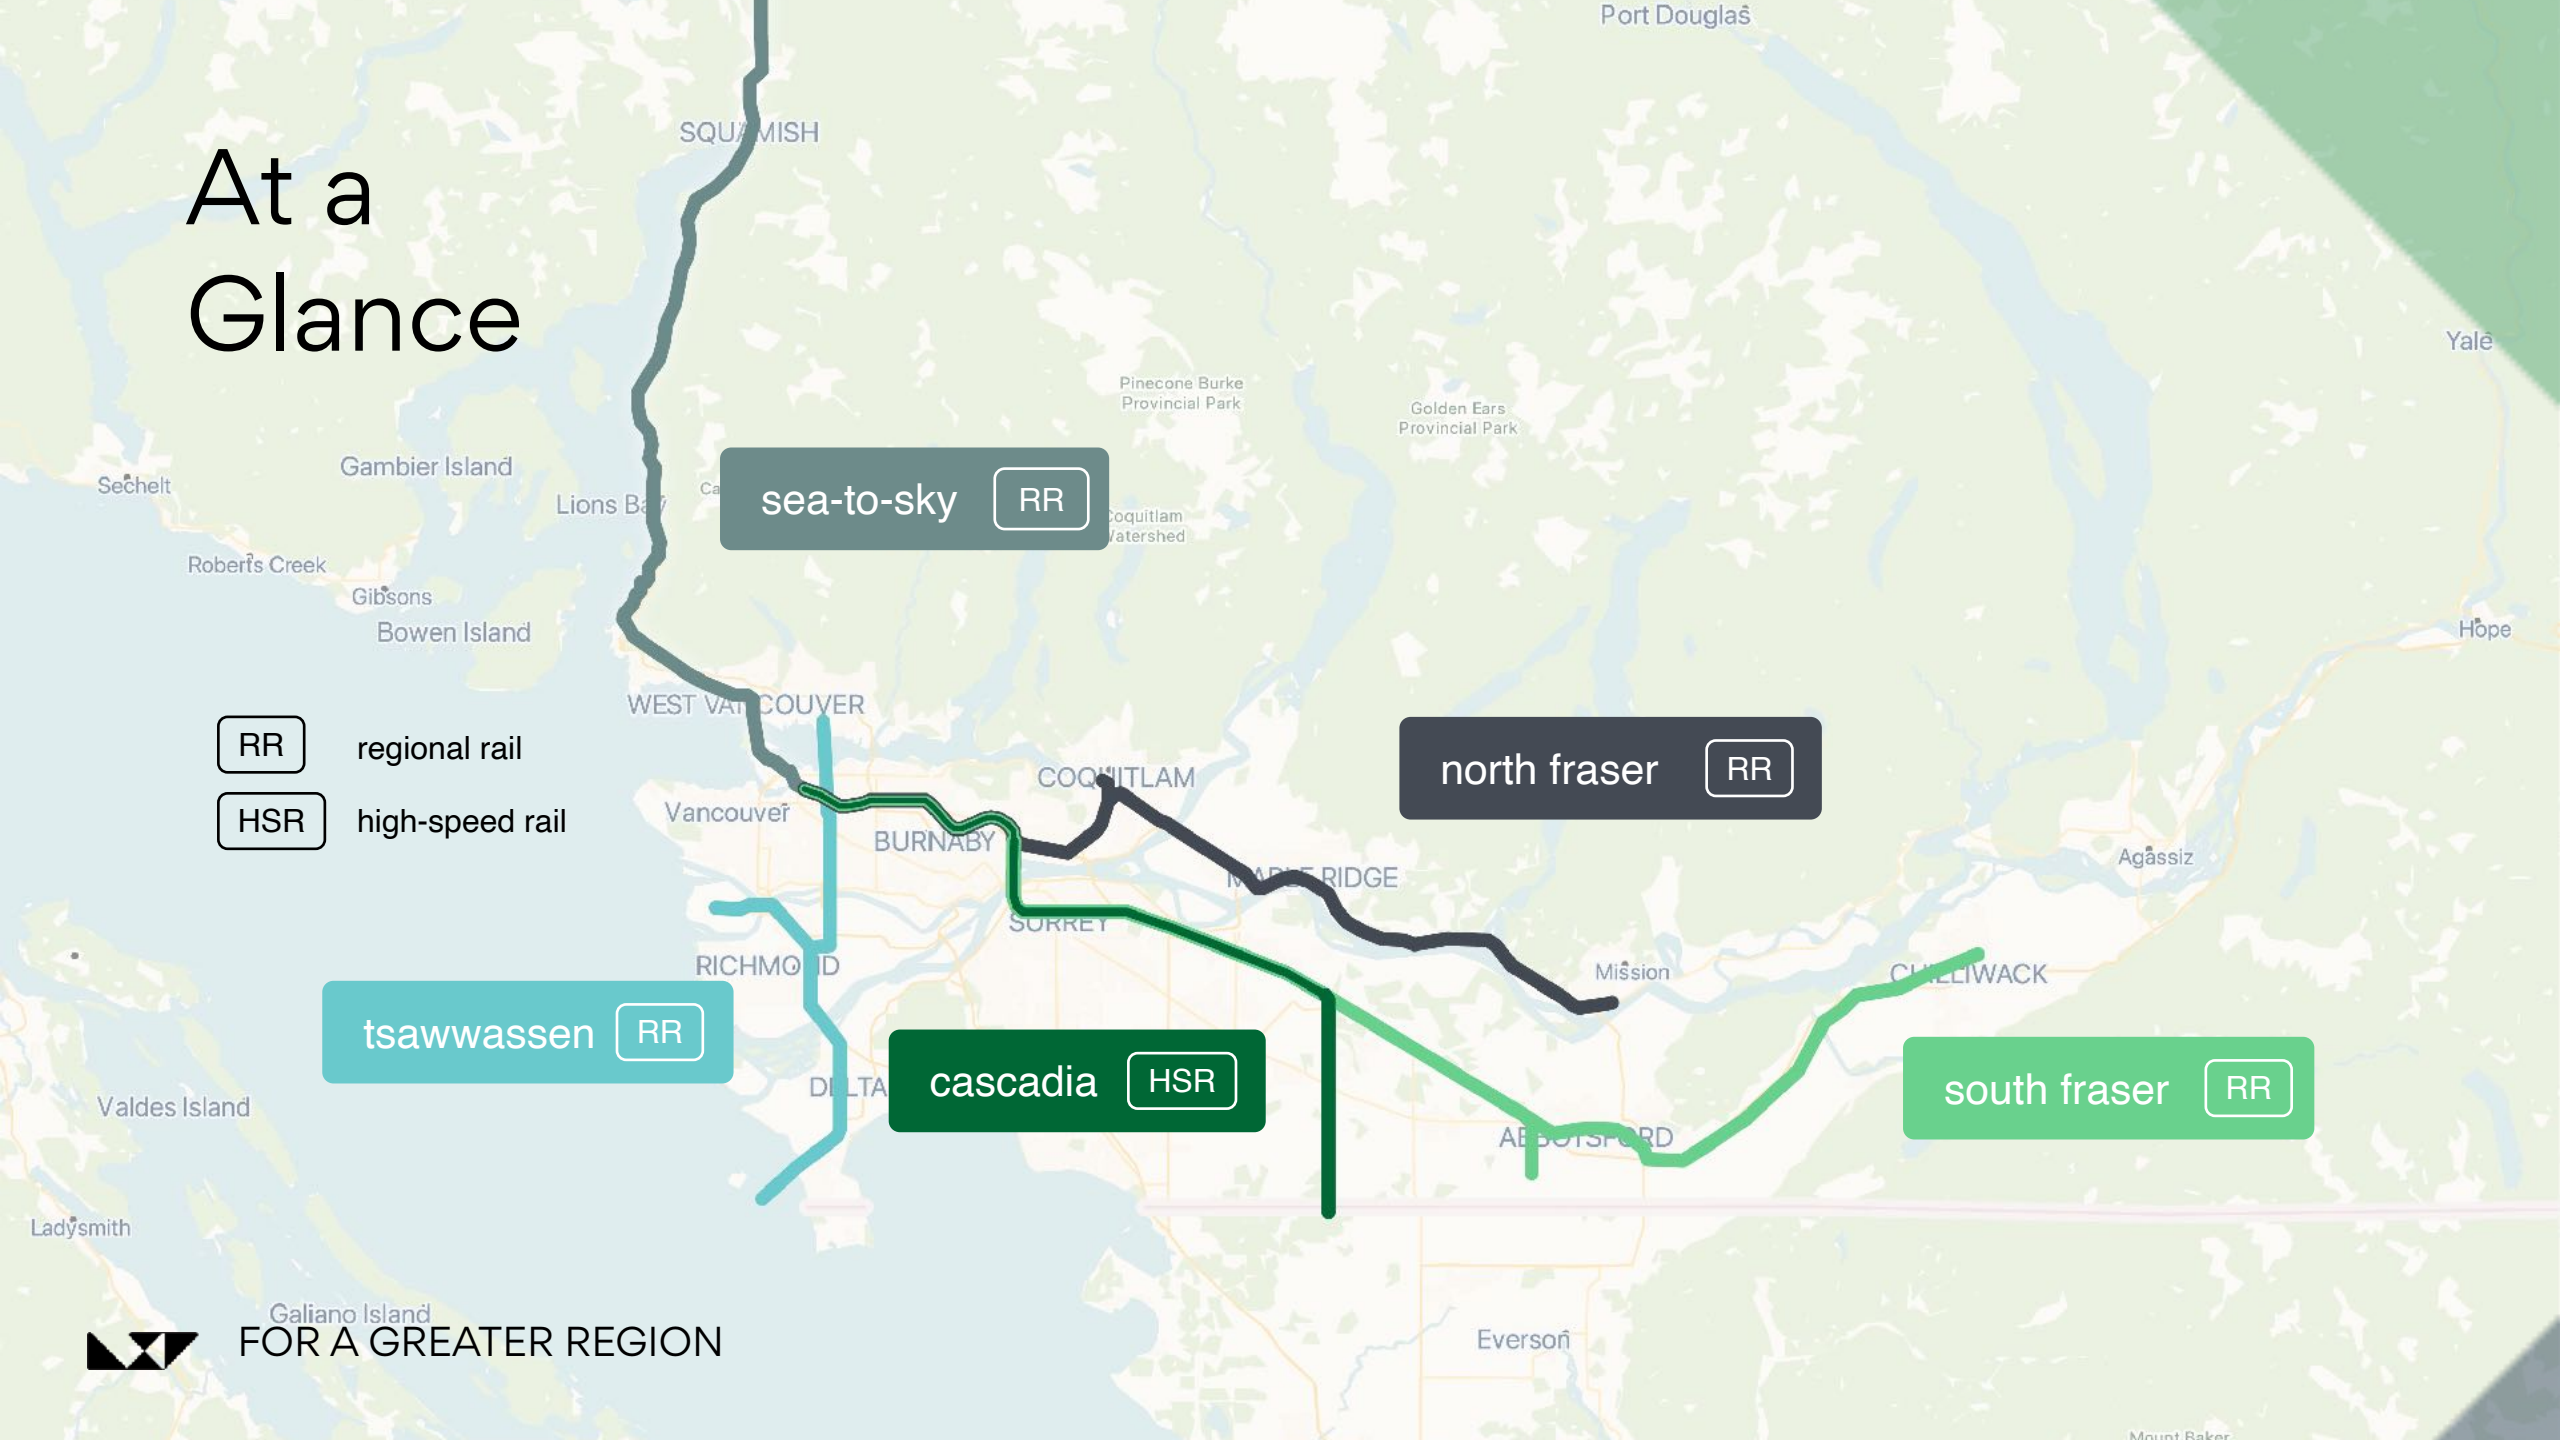 Port Douglas
SQUAMISH
At a
Glance
Yale
Pinecone Burke
Provincial Park
Golden Ears
Provincial Park
Gambier Island
Sechelt
Lions Bay
sea-to-sky RR
Coquitlam
Watershed
Roberts Creek
Gibsons
Bowen Island
Hope
WEST VANCOUVER
RR regional rail
HSR high-speed rail
north fraser RR
COQUITLAM
Vancouver
BURNABY
MAPLE RIDGE
Agassiz
SURREY
RICHMOND
Mission
CHILLIWACK
tsawwassen RR
cascadia HSR
DELTA
south fraser RR
Valdes Island
ABBOTSFORD
Ladysmith
Galiano Island
FOR A GREATER REGION
Everson
Mount Baker